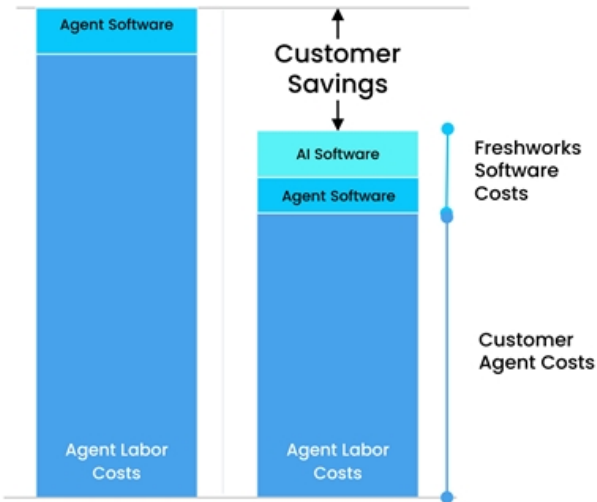 Agent Software
Customer
Savings
AI Software
Agent Software
Freshworks
Software
Costs
Customer
Agent Costs
Agent Labor
Costs
Agent Labor
Costs